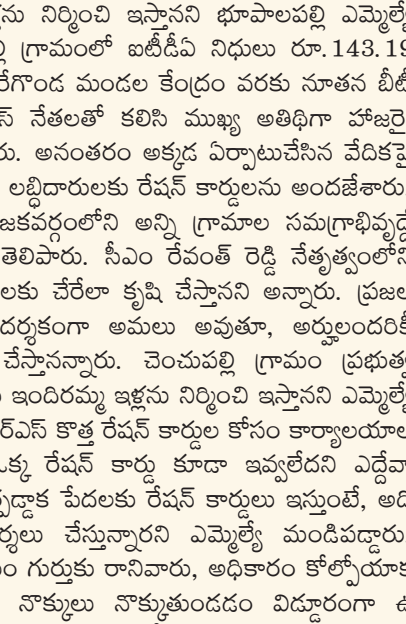 ను నిర్మించి ఇస్తానని భూపాలపల్లి ఎమ్మెల్యే
గ్రామంలో ఐటిడీఏ నిధులు రూ.143.19
రేగొండ మండల కేంద్రం వరకు నూతన బీటీ
నేతలతో కలిసి ముఖ్య అతిథిగా హాజరై
రు. అనంతరం అక్కడ ఏర్పాటుచేసిన వేదికపై
లబ్ధిదారులకు రేషన్ కార్డులను అందజేశారు
జకవర్గంలోని అన్ని గ్రామాల సమగ్రాభివృద్ధే
తెలిపారు. సీఎం రేవంత్ రెడ్డి నేతృత్వంలోని
లకు చేరేలా కృషి చేస్తానని అన్నారు. ప్రజల
దర్శకంగా అమలు అవుతూ, అర్హులందరికీ
చేస్తానన్నారు. చెంచుపల్లి గ్రామం ప్రభుత్వ
ఇందిరమ్మ ఇళ్లను నిర్మించి ఇస్తానని ఎమ్మెల్యే
ర్ఎస్ కొత్త రేషన్ కార్డుల కోసం కార్యాలయాల
ఒక్క రేషన్ కార్డు కూడా ఇవ్వలేదని ఎద్దేవా
ప్పడ్డాక పేదలకు రేషన్ కార్డులు ఇస్తుంటే, అది
ర్శలు చేస్తున్నారని ఎమ్మెల్యే మండిపడ్డారు
గుర్తుకు రానివారు, అధికారం కోల్పోయాక
నొక్కులు నొక్కుతుండడం విడ్డూరంగా ఉ